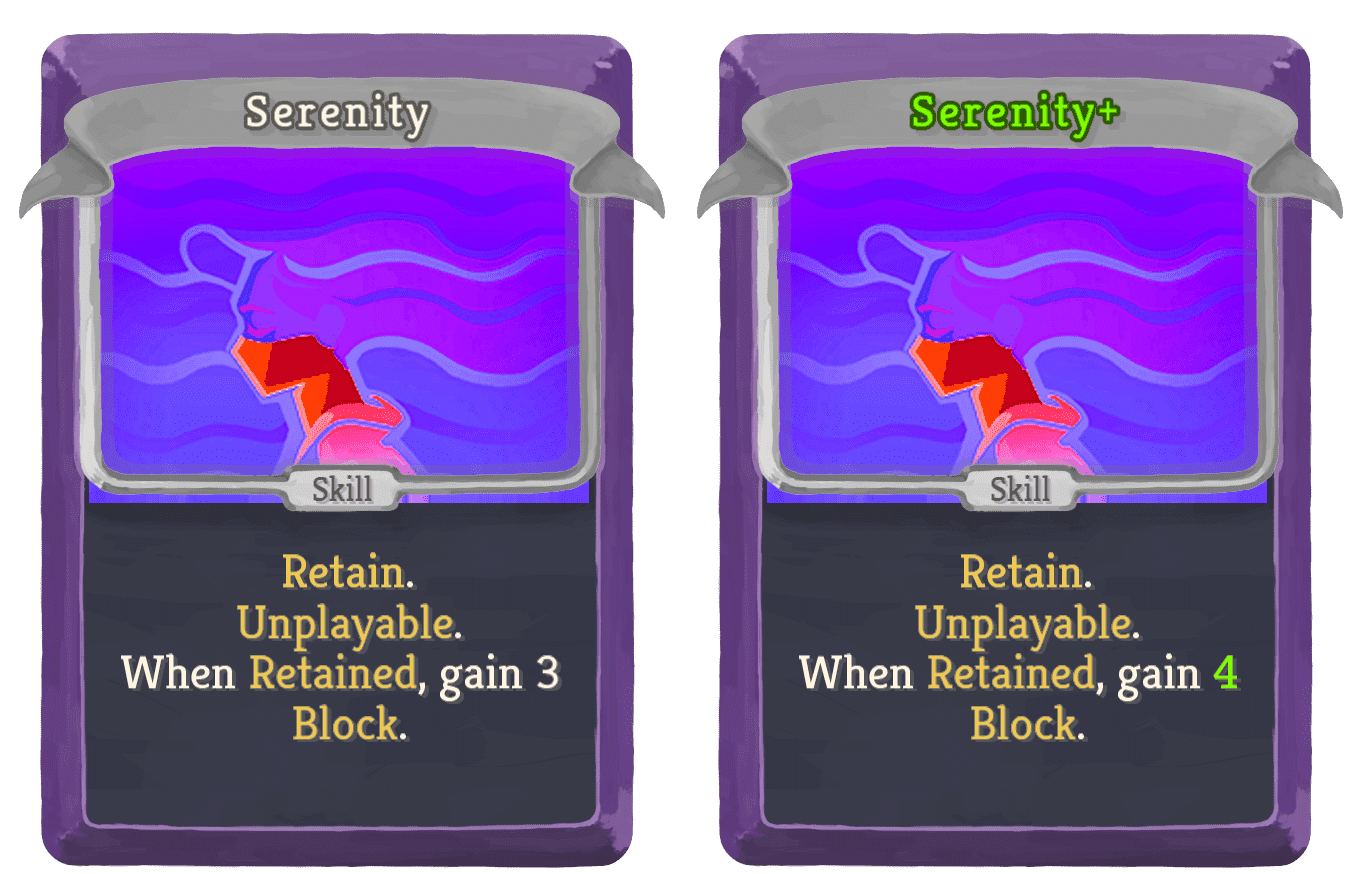 Serenity
Skill
Retain.
Unplayable.
When Retained, gain 3
Block.
Serenity+
Skill
Retain.
Unplayable.
When Retained, gain 4
Block.